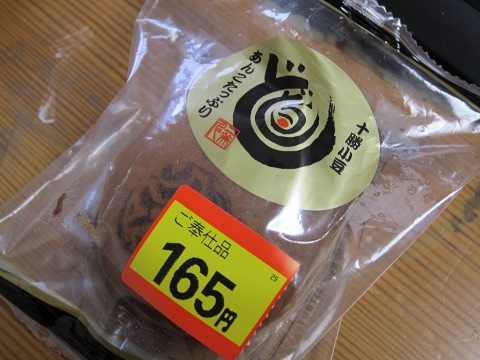 十勝小豆
どら
あんこたっぷり
ご奉仕品
165円